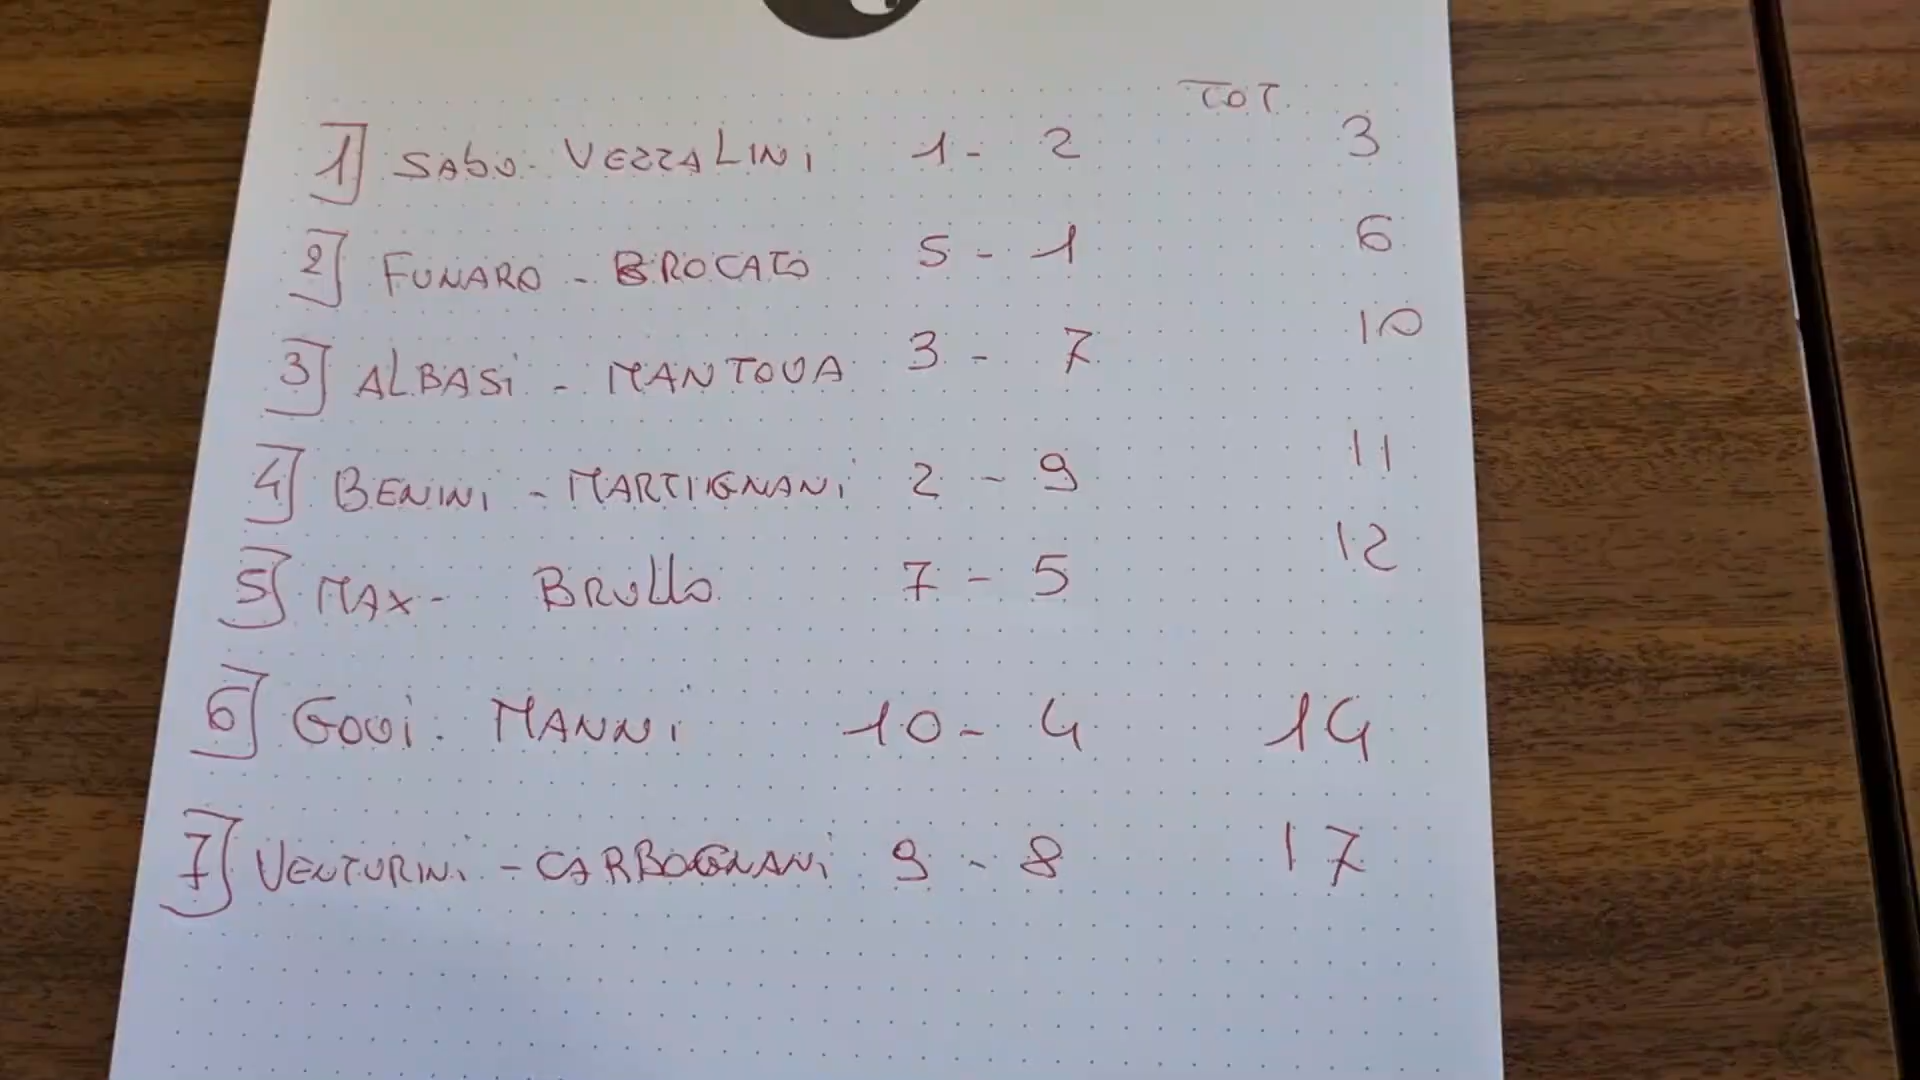 TOT
1] SABO - VEZZALINI 1 - 2 3
2] FUNARO - BROCATO 5 - 1 6
3] ALBASI - MANTOVA 3 - 7 10
4] BENINI - MARTIGNANI 2 - 9 11
5] MAX - BRULLO 7 - 5 12
6] GOVI - MANNI 10 - 4 14
7] VENTURINI - CARBOGNANI 9 - 8 17